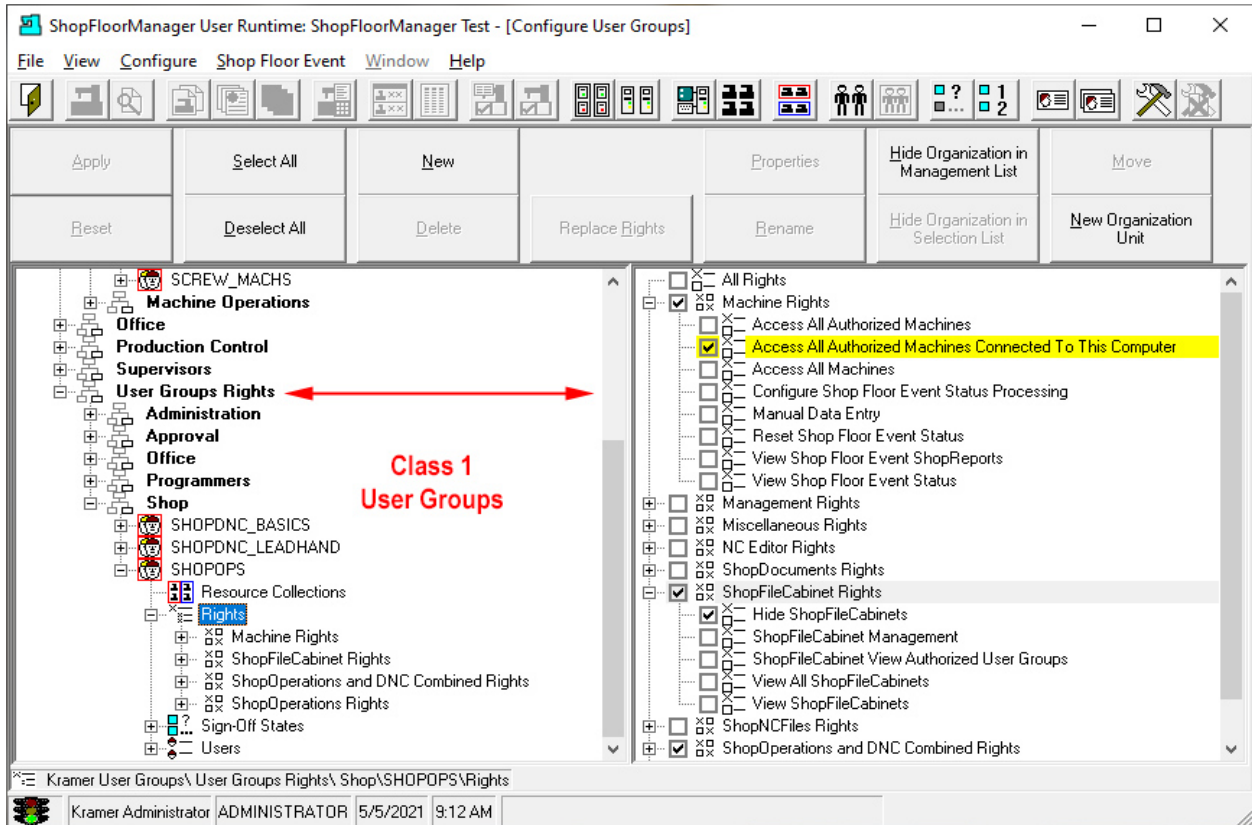 ShopFloorManager User Runtime: ShopFloorManager Test - [Configure User Groups]
File View Configure Shop Floor Event Window Help
Apply
Select All
New
Properties
Hide Organization in
Management List
Move
Reset
Deselect All
Delete
Replace Rights
Rename
Hide Organization in
Selection List
New Organization
Unit
SCREW_MACHS
Machine Operations
Office
Production Control
Supervisors
User Groups Rights
Administration
Approval
Office
Programmers
Shop
SHOPDNC_BASICS
SHOPDNC_LEADHAND
SHOPOPS
Resource Collections
Rights
Machine Rights
ShopFileCabinet Rights
ShopOperations and DNC Combined Rights
ShopOperations Rights
Sign-Off States
Users
Class 1
User Groups
All Rights
Machine Rights
Access All Authorized Machines
Access All Authorized Machines Connected To This Computer
Access All Machines
Configure Shop Floor Event Status Processing
Manual Data Entry
Reset Shop Floor Event Status
View Shop Floor Event ShopReports
View Shop Floor Event Status
Management Rights
Miscellaneous Rights
NC Editor Rights
ShopDocuments Rights
ShopFileCabinet Rights
Hide ShopFileCabinets
ShopFileCabinet Management
ShopFileCabinet View Authorized User Groups
View All ShopFileCabinets
View ShopFileCabinets
ShopNCFiles Rights
ShopOperations and DNC Combined Rights
Kramer User Groups\ User Groups Rights\ Shop\SHOPOPS\Rights
Kramer Administrator ADMINISTRATOR 5/5/2021 9:12 AM